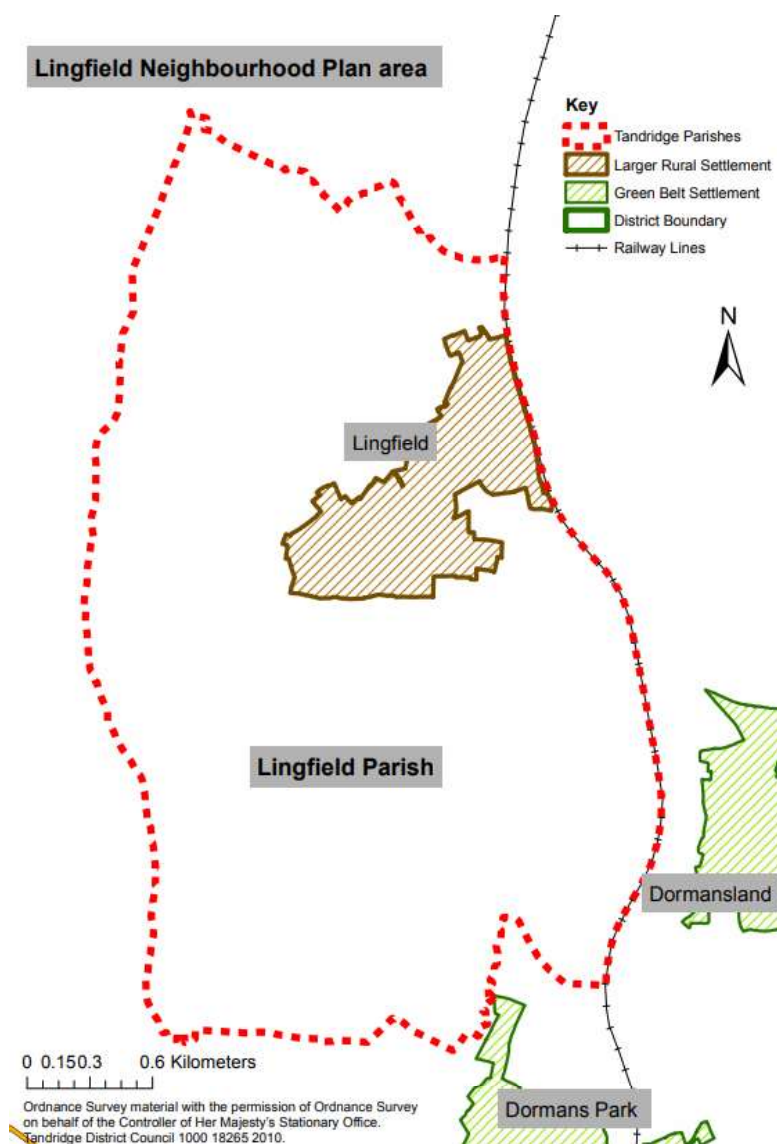 Lingfield Neighbourhood Plan area
Key
Tandridge Parishes
Larger Rural Settlement
Green Belt Settlement
District Boundary
Railway Lines
N
Lingfield
Lingfield Parish
Dormansland
Dormans Park
0 0.150.3 0.6 Kilometers
Ordnance Survey material with the permission of Ordnance Survey
on behalf of the Controller of Her Majesty's Stationary Office.
Tandridge District Council 1000 18265 2010.